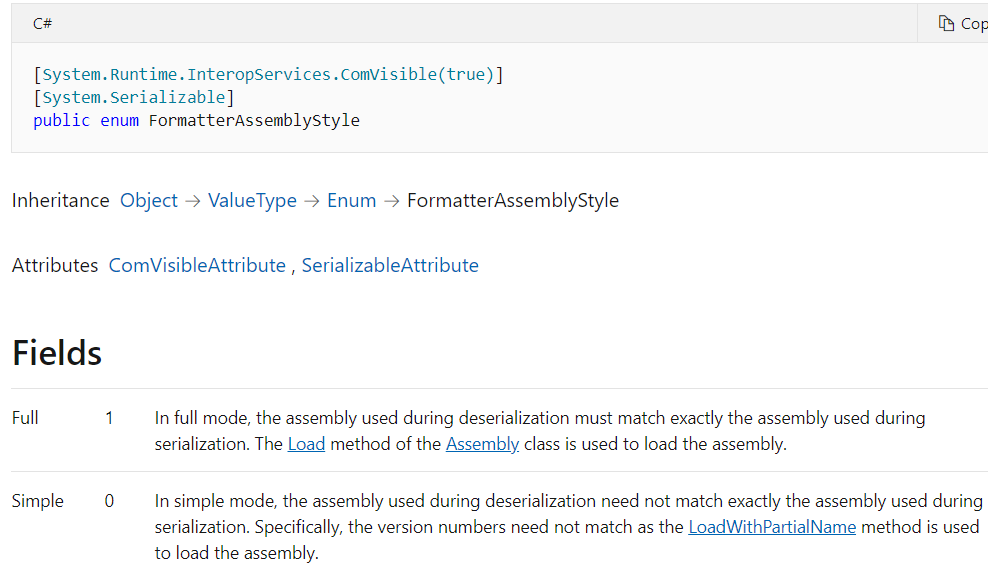 C#
[System.Runtime.InteropServices.ComVisible(true)]
[System.Serializable]
public enum FormatterAssemblyStyle
Inheritance Object → ValueType → Enum → FormatterAssemblyStyle
Attributes ComVisibleAttribute , SerializableAttribute
Fields
Full 1 In full mode, the assembly used during deserialization must match exactly the assembly used during
serialization. The Load method of the Assembly class is used to load the assembly.
Simple 0 In simple mode, the assembly used during deserialization need not match exactly the assembly used during
serialization. Specifically, the version numbers need not match as the LoadWithPartialName method is used
to load the assembly.